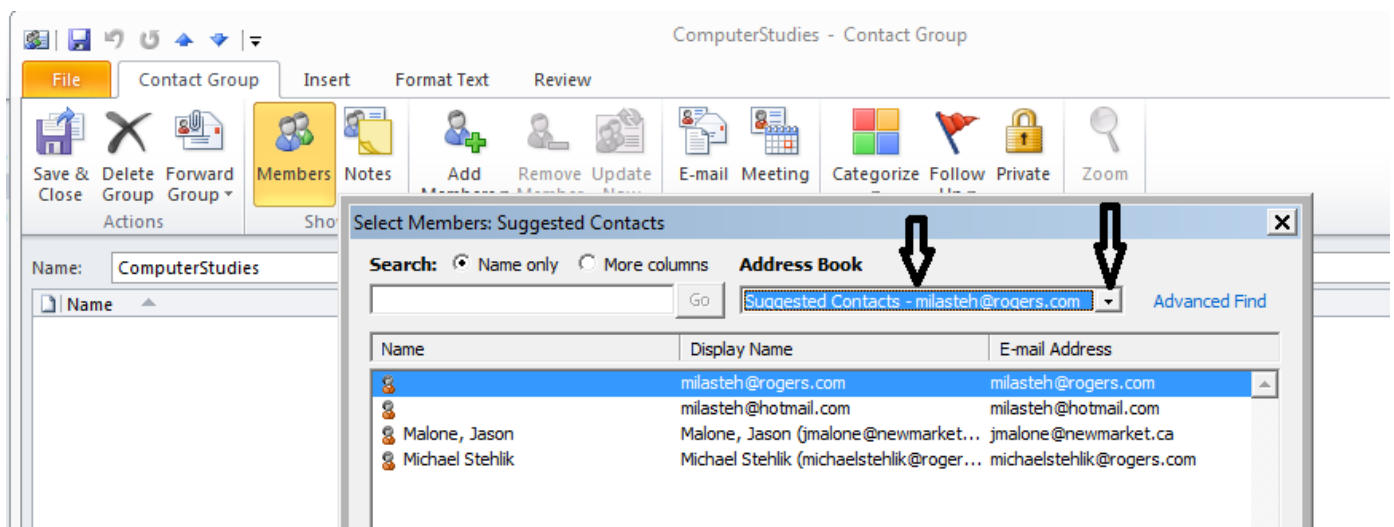 ComputerStudies - Contact Group
File Contact Group Insert Format Text Review
Save & Close Delete Group Forward Group Members Notes Add Remove Update E-mail Meeting Categorize Follow Private Zoom
Actions
Select Members: Suggested Contacts
Search: Name only More columns Address Book
Name: ComputerStudies
Go Suggested Contacts - milasteh@rogers.com Advanced Find
Name
Name Display Name E-mail Address
milasteh@rogers.com milasteh@rogers.com
milasteh@hotmail.com milasteh@hotmail.com
Malone, Jason Malone, Jason (jmalone@newmarket... jmalone@newmarket.ca
Michael Stehlik Michael Stehlik (michaelstehlik@roger... michaelstehlik@rogers.com